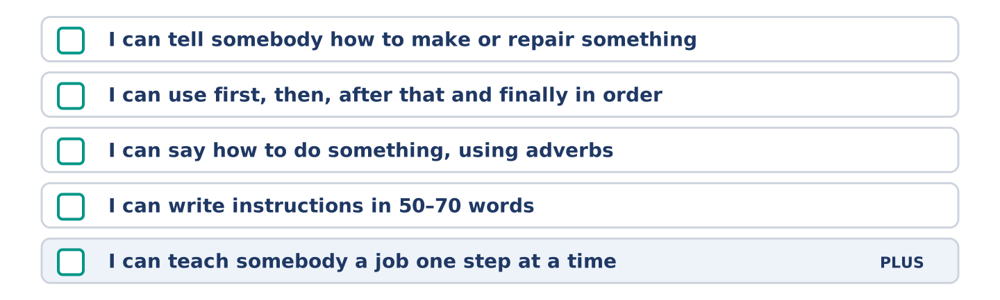 I can tell somebody how to make or repair something
I can use first, then, after that and finally in order
I can say how to do something, using adverbs
I can write instructions in 50–70 words
I can teach somebody a job one step at a time PLUS